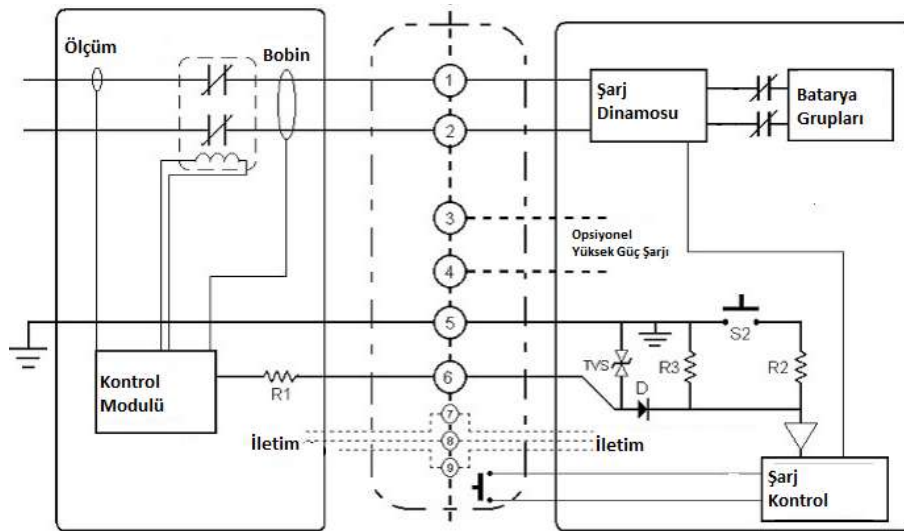 Ölçüm
Bobin
Kontrol
Modulü
R1
İletim
1
2
3
4
5
6
7
8
9
Şarj
Dinamosu
Batarya
Grupları
Opsiyonel
Yüksek Güç Şarjı
TVS
D
R3
S2
R2
İletim
Şarj
Kontrol